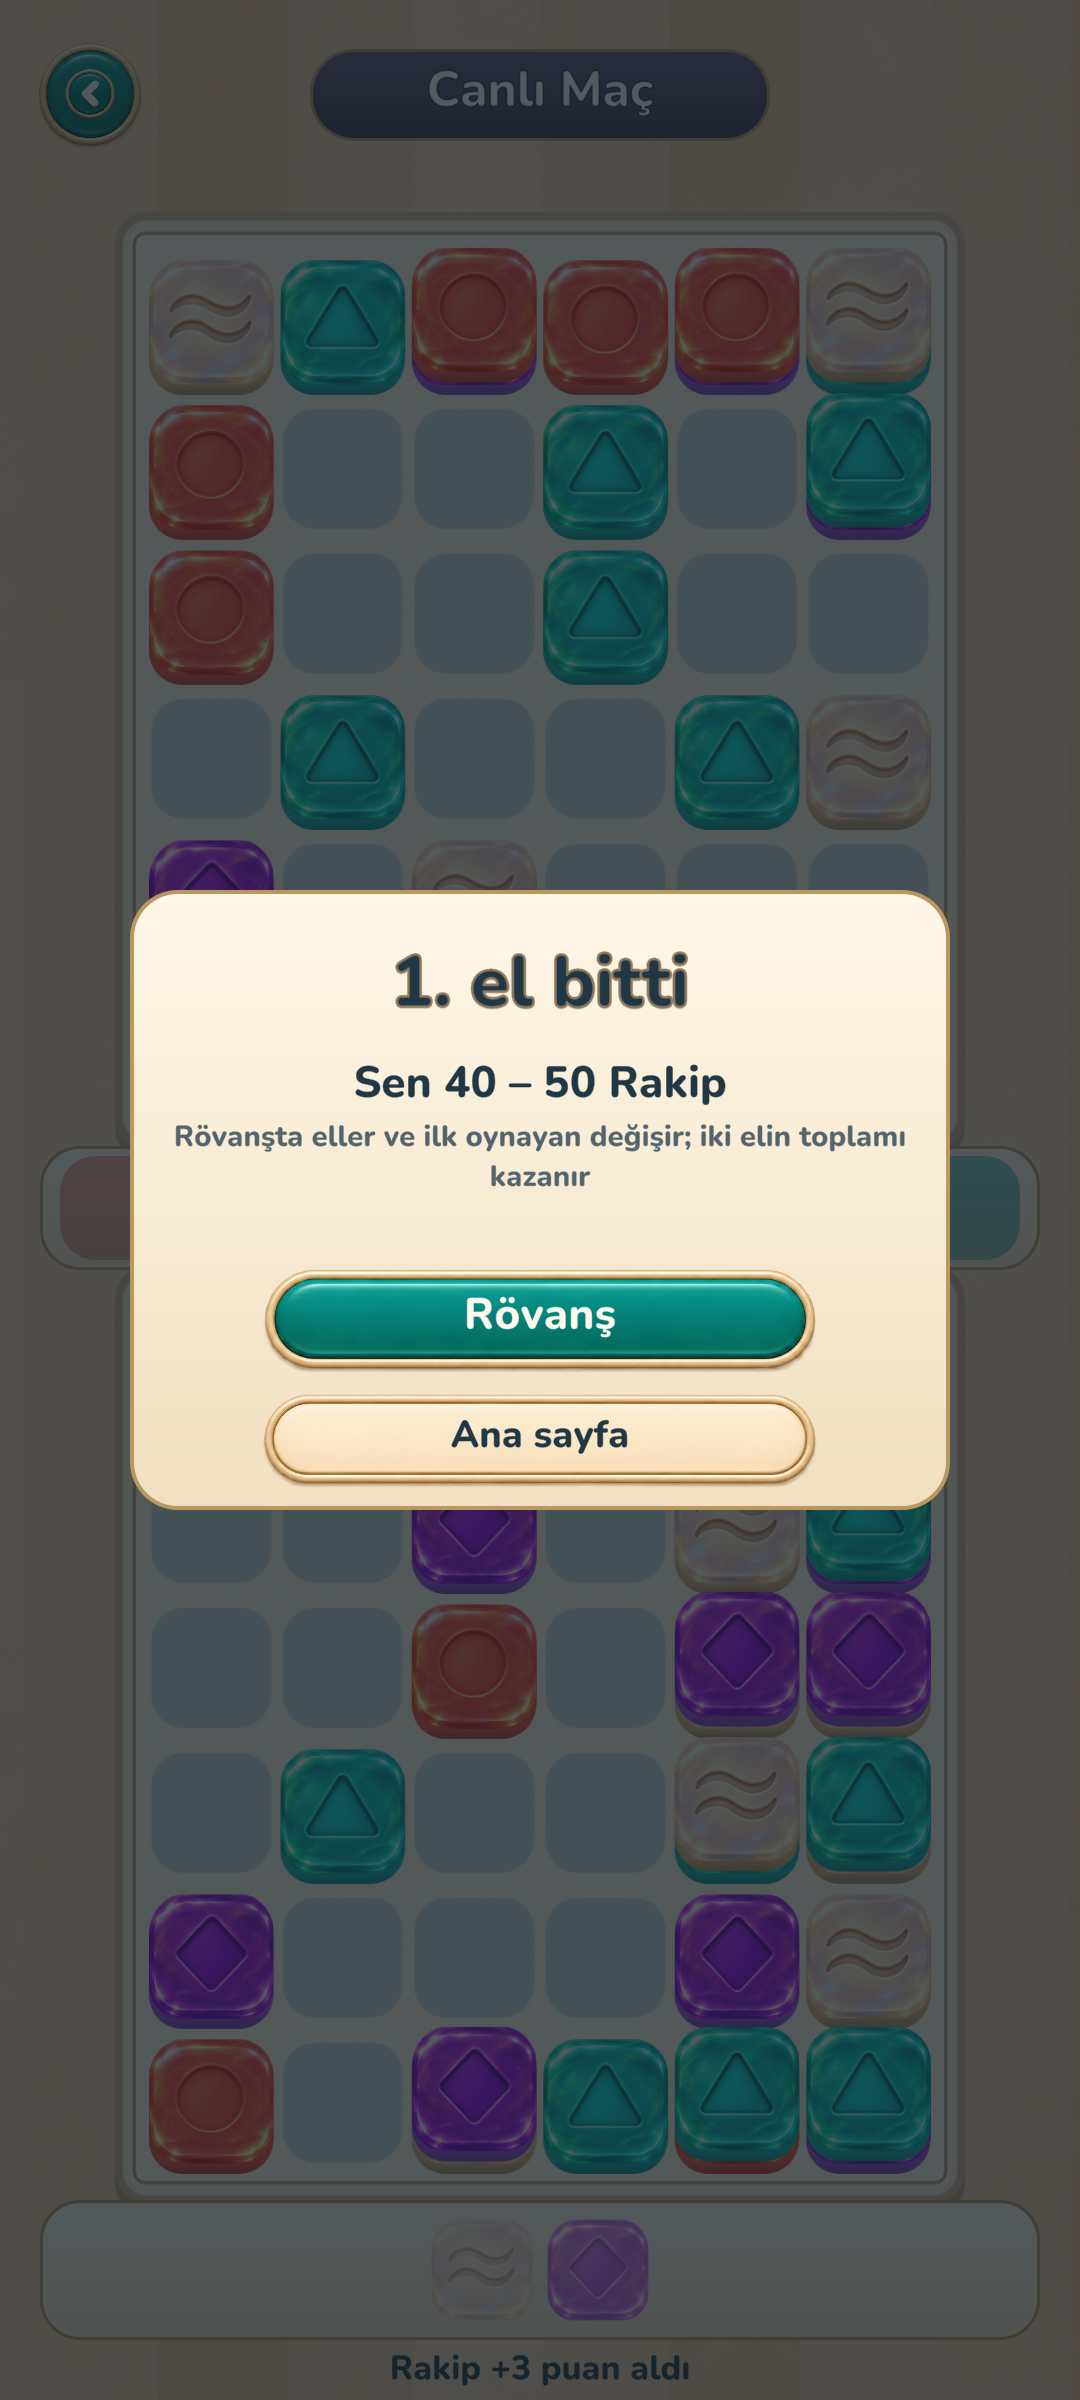 Canlı Maç
1. el bitti
Sen 40 – 50 Rakip
Rövanşta eller ve ilk oynayan değişir; iki elin toplamı
kazanır
Rövanş
Ana sayfa
Rakip +3 puan aldı